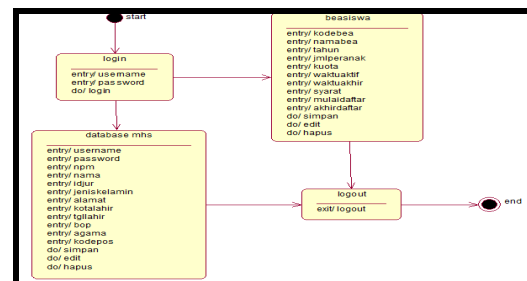 start
login
entry/ username
entry/ password
do/ login
beasiswa
entry/ kodebea
entry/ namabea
entry/ tahun
entry/ jmlperanak
entry/ kuota
entry/ waktuaktif
entry/ waktuakhir
entry/ syarat
entry/ mulaidaftar
entry/ akhirdaftar
do/ simpan
do/ edit
do/ hapus
database mhs
entry/ username
entry/ password
entry/ npm
entry/ nama
entry/ idjur
entry/ jeniskelamin
entry/ alamat
entry/ kotalahir
entry/ tgllahir
entry/ bop
entry/ agama
entry/ kodepos
do/ simpan
do/ edit
do/ hapus
logout
exit/ logout
end